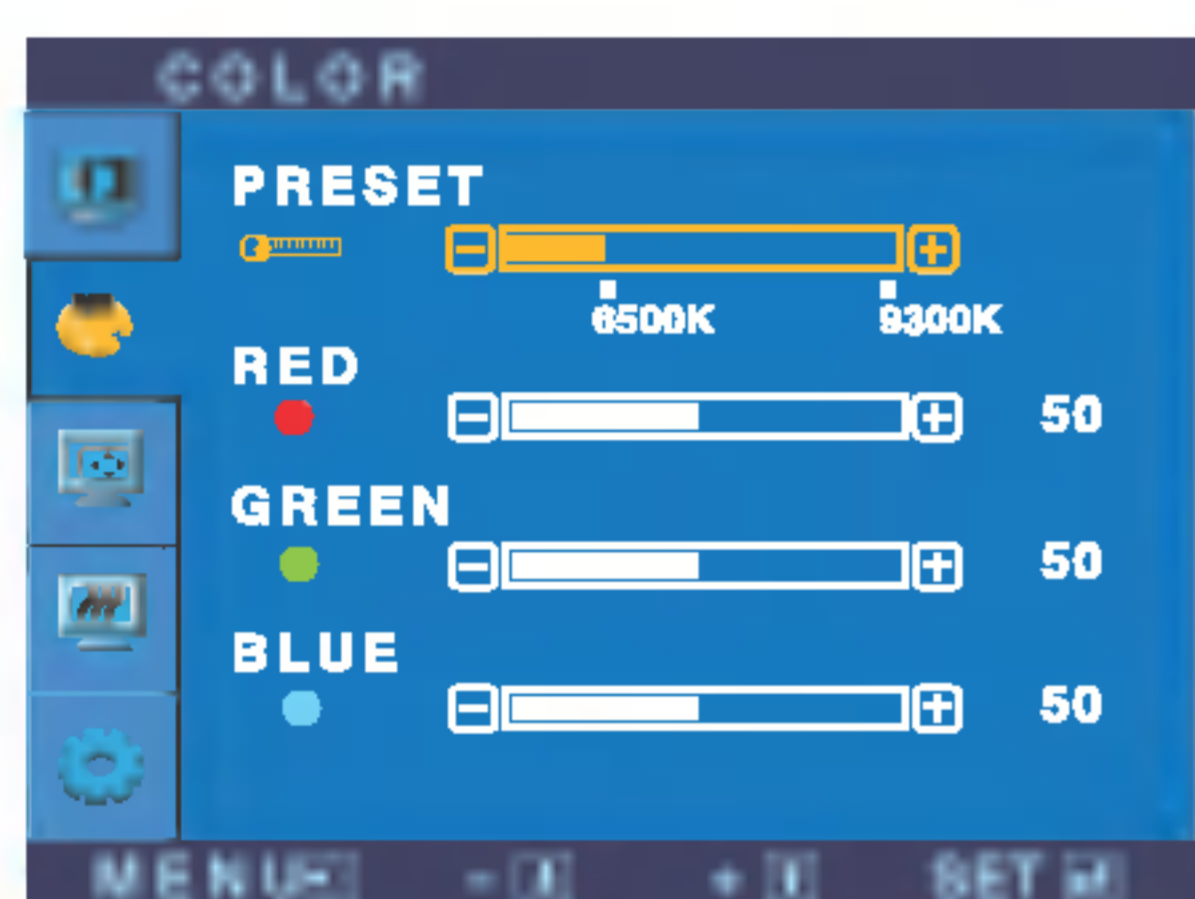 COLOR
PRESET
6500K 9300K
RED
50
GREEN
50
BLUE
50
MENU - + SET